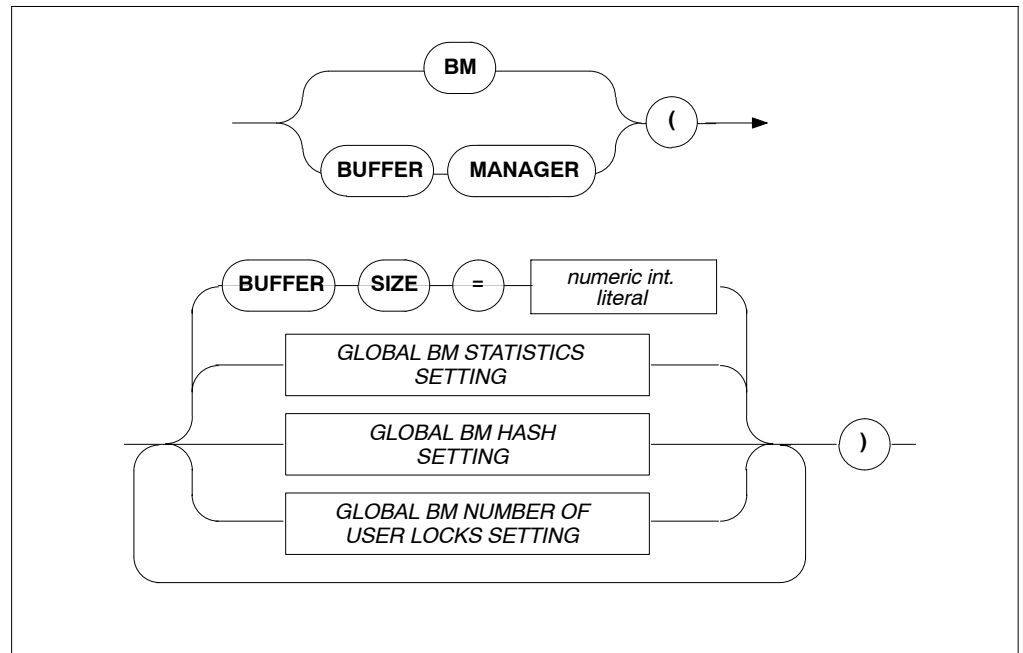 BM
(
BUFFER MANAGER
BUFFER SIZE = numeric int.
literal
GLOBAL BM STATISTICS
SETTING
GLOBAL BM HASH
SETTING
)
GLOBAL BM NUMBER OF
USER LOCKS SETTING